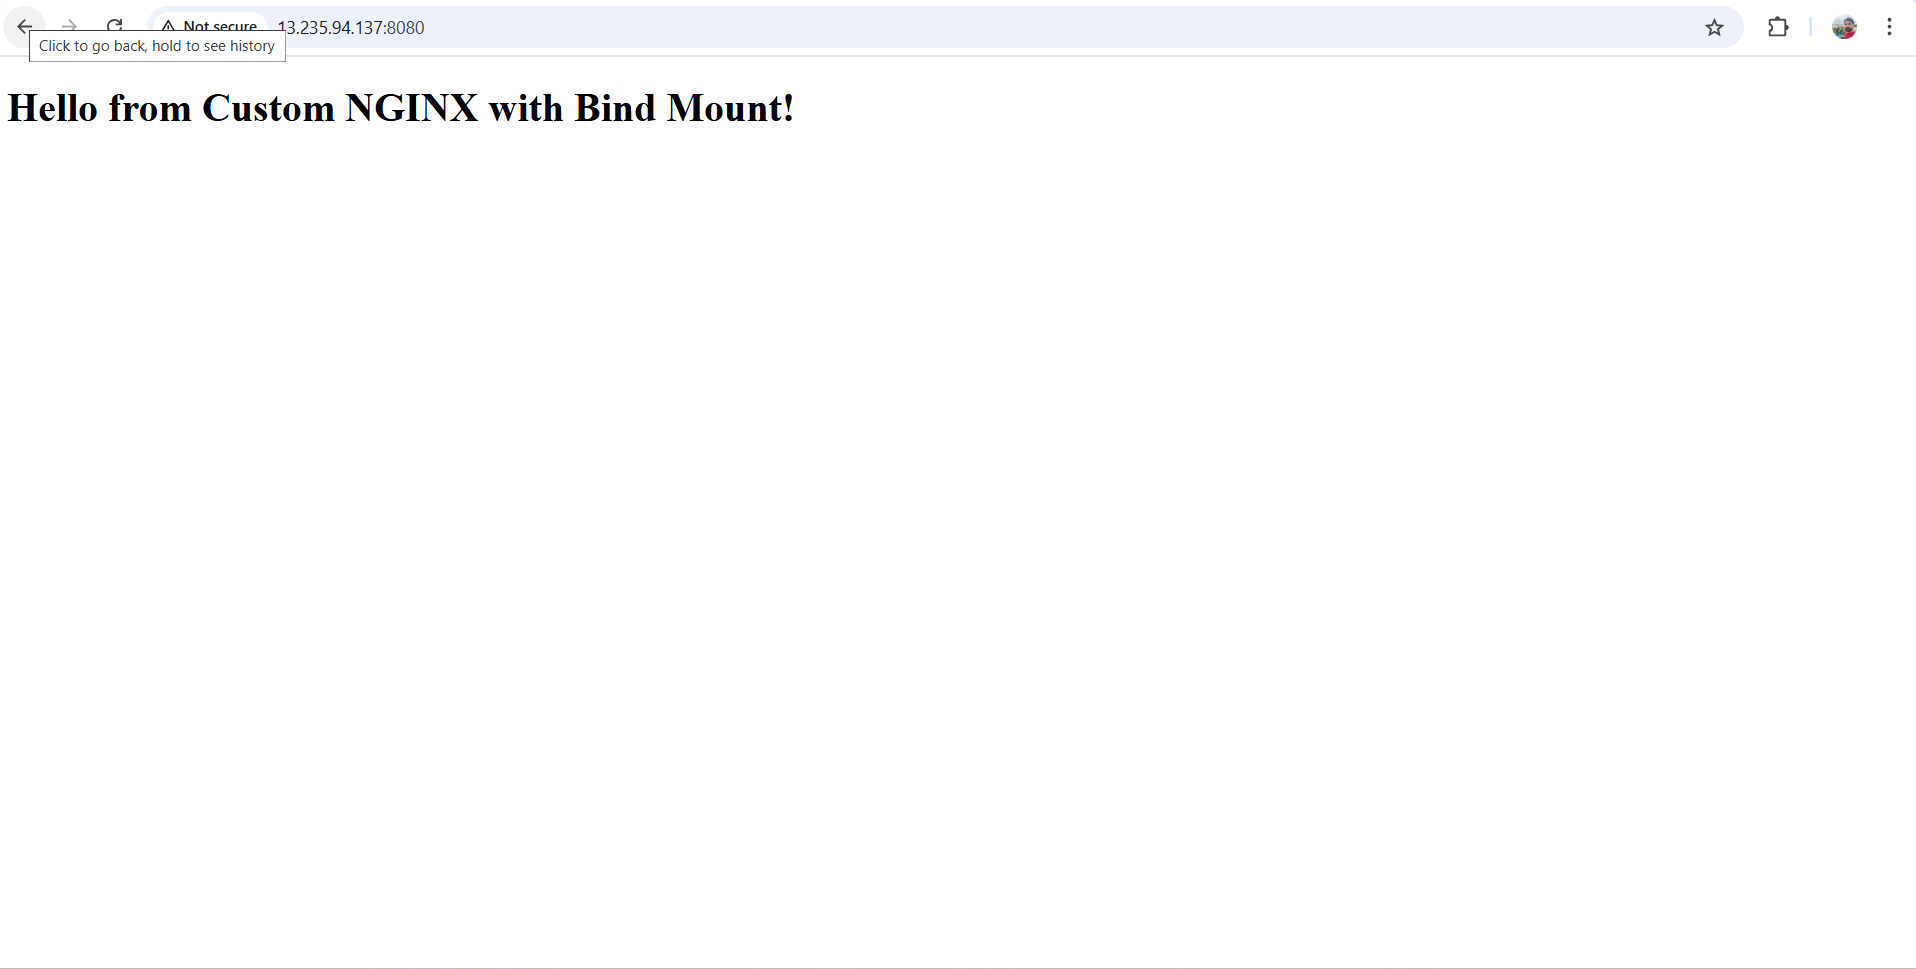 Not secure 13.235.94.137:8080
Click to go back, hold to see history
Hello from Custom NGINX with Bind Mount!